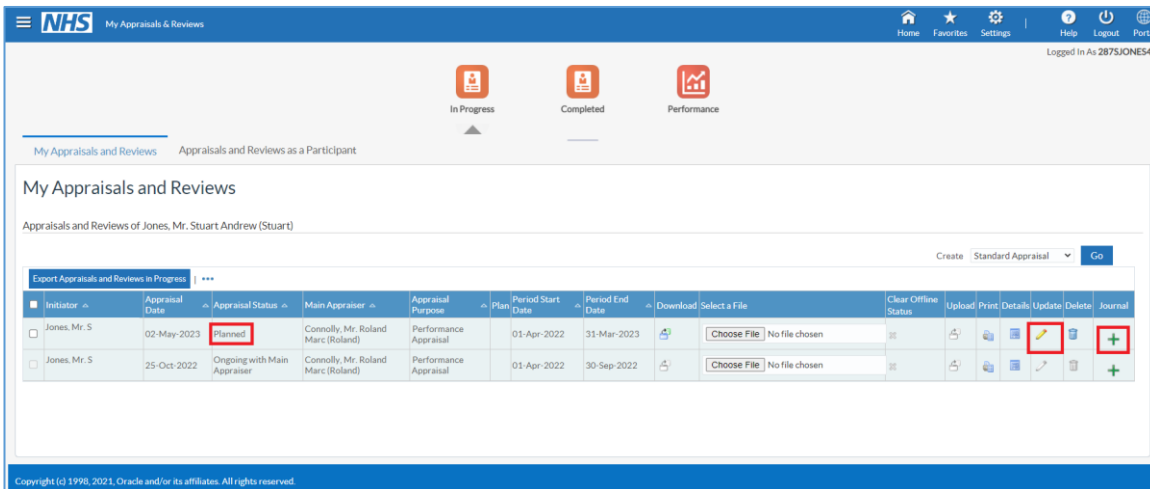 NHS My Appraisals & Reviews
Home Favorites Settings Help Logout Port
Logged In As 287SJONES4
In Progress Completed Performance
My Appraisals and Reviews Appraisals and Reviews as a Participant
My Appraisals and Reviews
Appraisals and Reviews of Jones, Mr. Stuart Andrew (Stuart)
Create Standard Appraisal Go
Export Appraisals and Reviews in Progress | •••
Initiator Appraisal Date Appraisal Status Main Appraiser Appraisal Purpose Plan Period Start Date Period End Date Download Select a File Clear Offline Status Upload Print Details Update Delete Journal
Jones, Mr. S 02-May-2023 Planned Connolly, Mr. Roland Marc (Roland) Performance Appraisal 01-Apr-2022 31-Mar-2023 Choose File No file chosen
Jones, Mr. S 25-Oct-2022 Ongoing with Main Appraiser Connolly, Mr. Roland Marc (Roland) Performance Appraisal 01-Apr-2022 30-Sep-2022 Choose File No file chosen
Copyright (c) 1998, 2021, Oracle and/or its affiliates. All rights reserved.